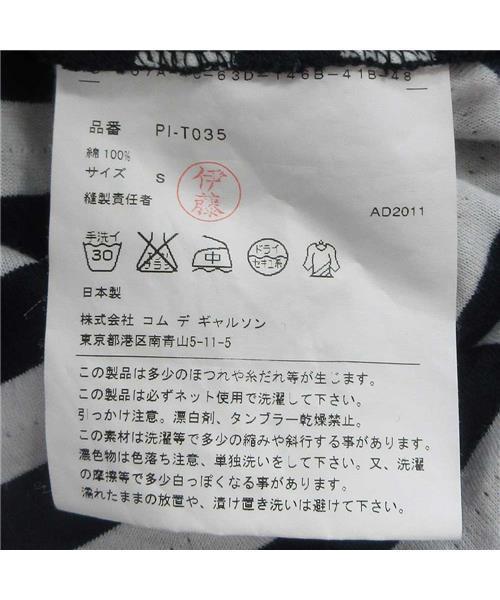 品番 PI-T035
綿100%
サイズ S
伊藤
縫製責任者
AD2011
手洗イ 30 エンソサラシ 中 ドライ セキユ系
日本製
株式会社 コム デ ギャルソン
東京都港区南青山5-11-5
この製品は多少のほつれや糸だれ等が生じます。
この製品は必ずネット使用で洗濯して下さい。
引っかけ注意。漂白剤、タンブラー乾燥禁止。
この素材は洗濯等で多少の縮みや斜行する事があります。
濃色物は色落ち注意、単独洗いをして下さい。又、洗濯
の摩擦等で多少白っぽくなる事があります。
濡れたままの放置や、漬け置き洗いは避けて下さい。